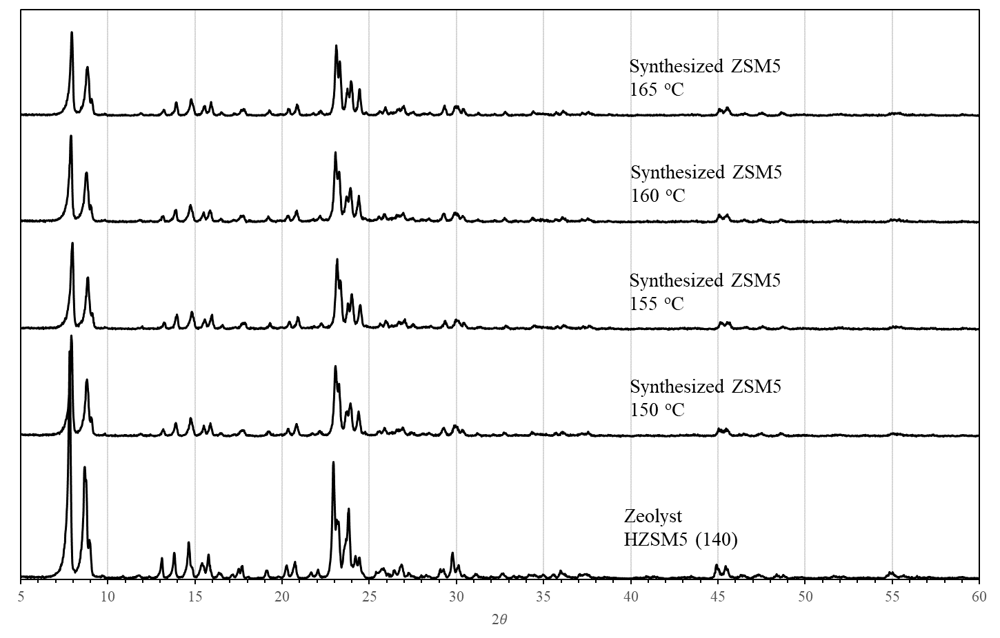 Synthesized ZSM5
165 °C
Synthesized ZSM5
160 °C
Synthesized ZSM5
155 °C
Synthesized ZSM5
150 °C
Zeolyst
HZSM5 (140)
5 10 15 20 25 30 35 40 45 50 55 60
2θ